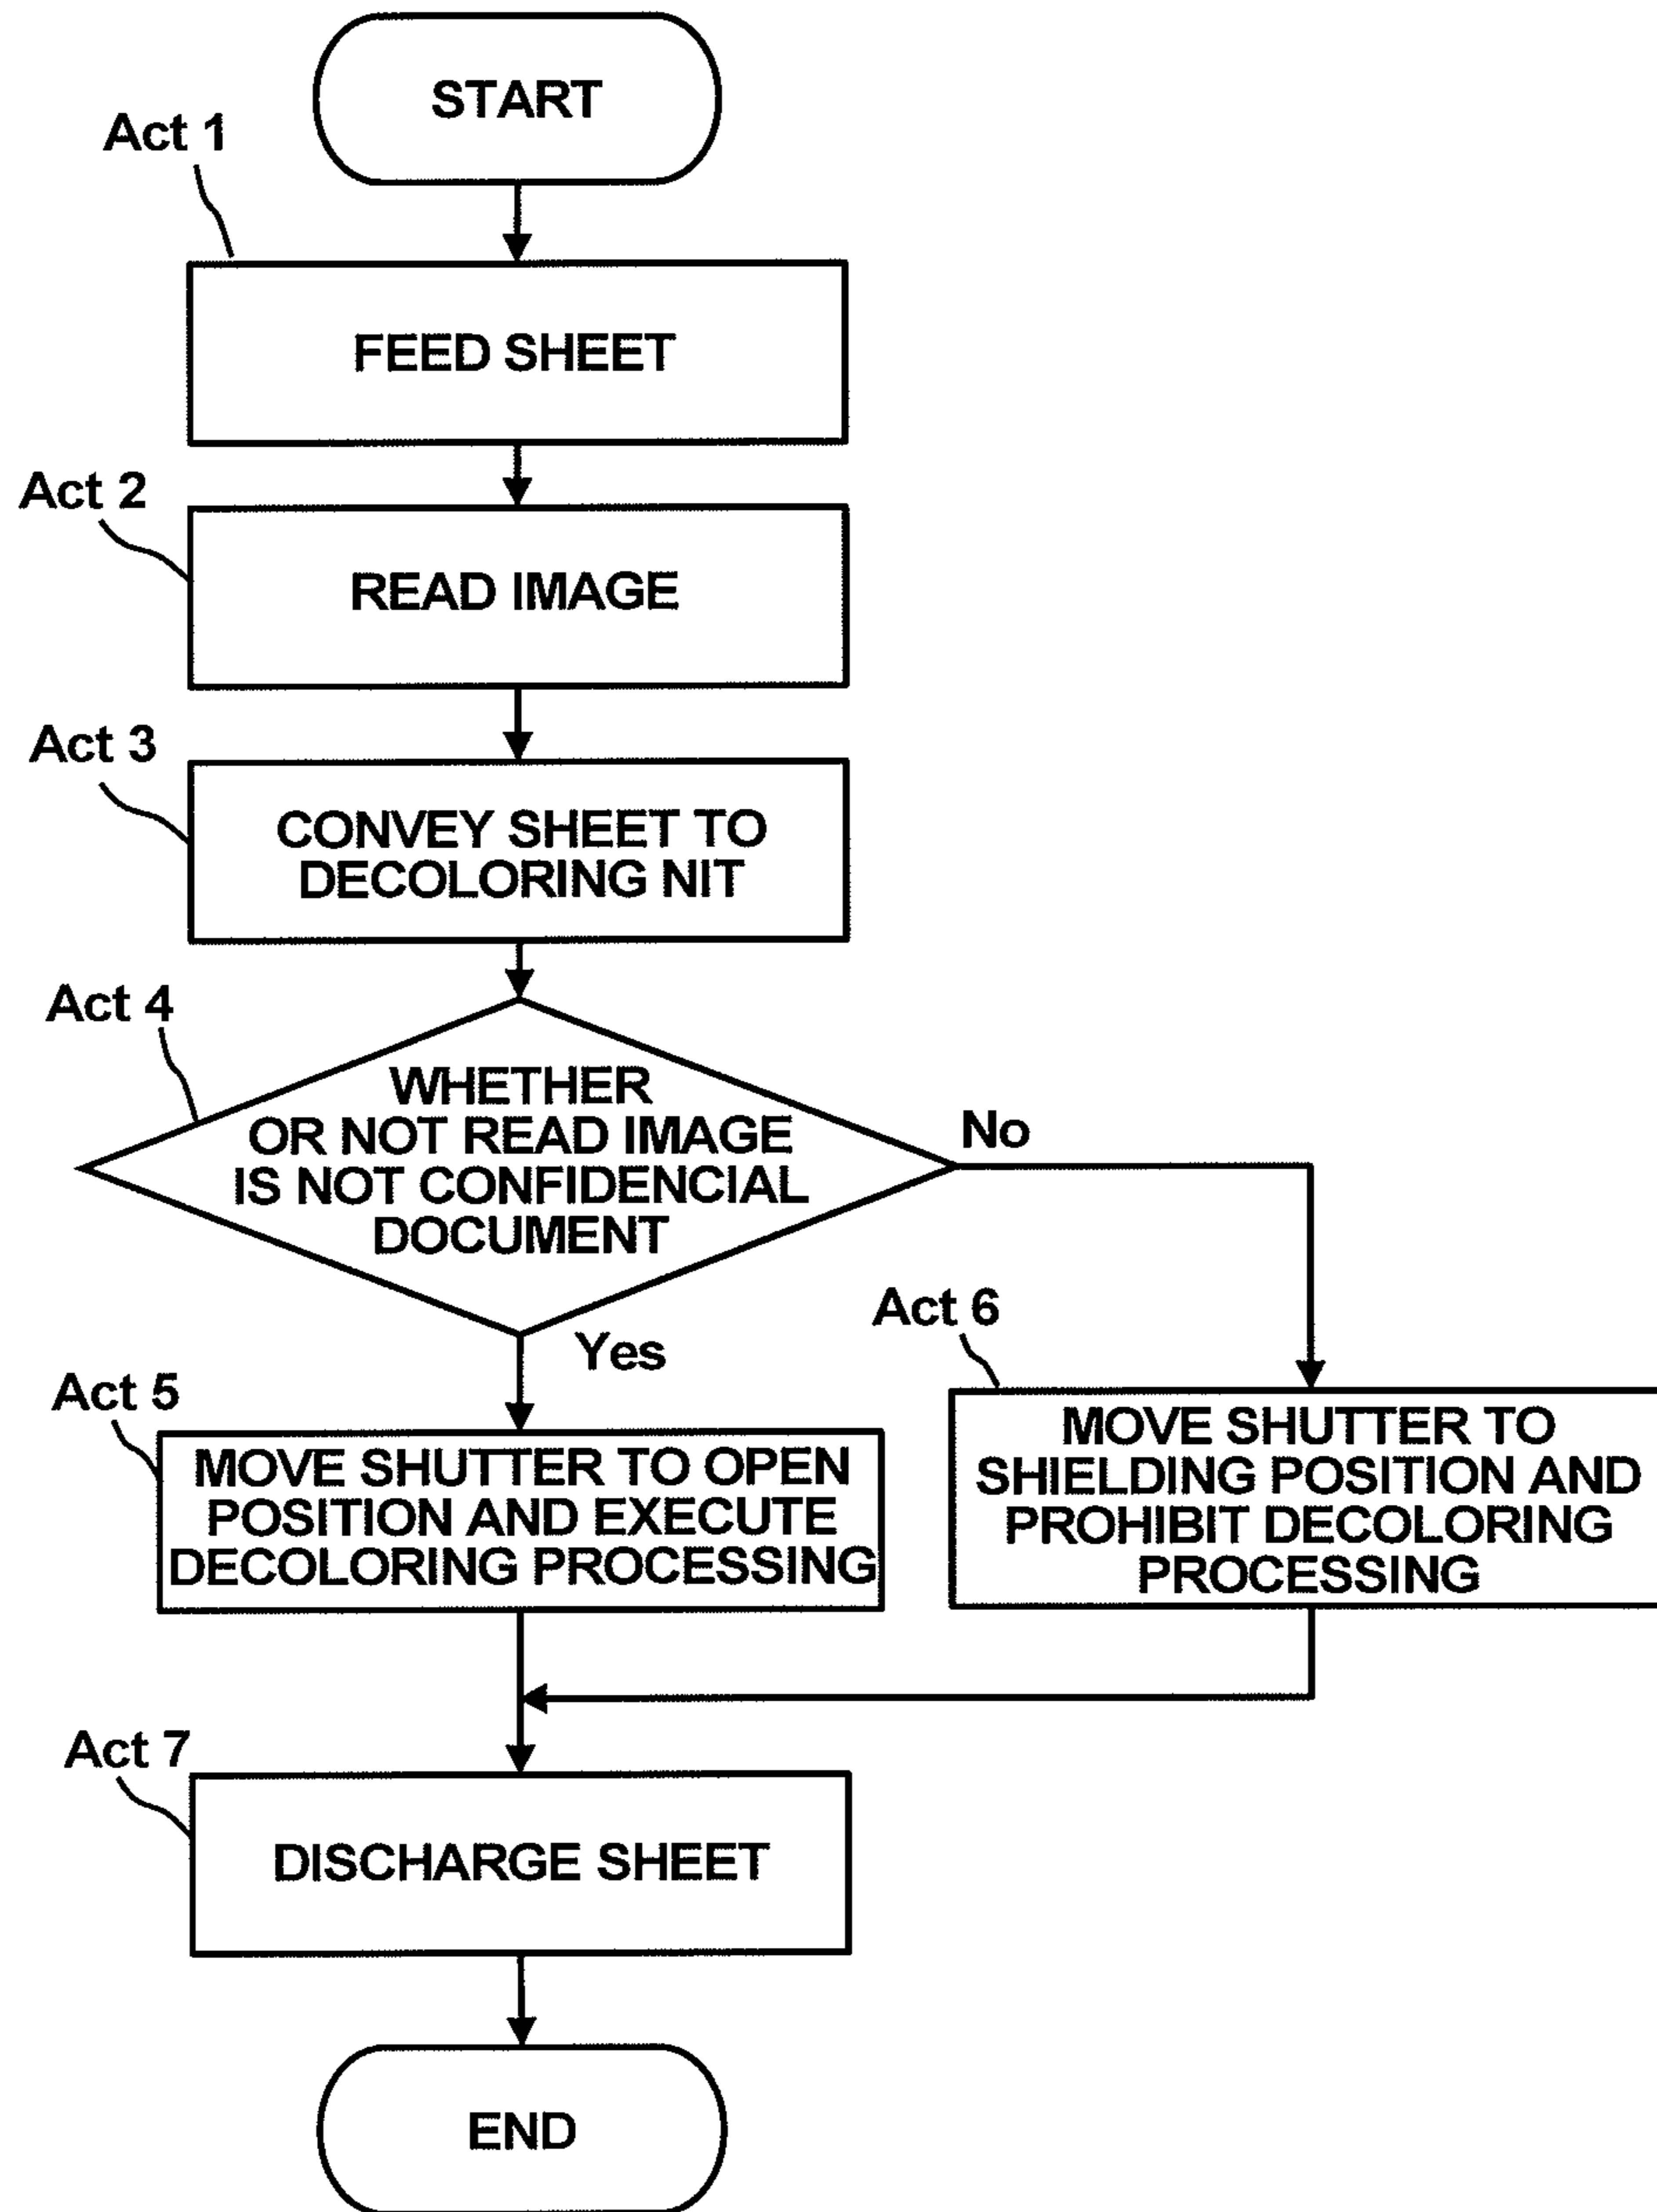 START
Act 1
FEED SHEET
Act 2
READ IMAGE
Act 3
CONVEY SHEET TO
DECOLORING NIT
Act 4
WHETHER
OR NOT READ IMAGE
IS NOT CONFIDENCIAL
DOCUMENT
No
Yes
Act 5
MOVE SHUTTER TO OPEN
POSITION AND EXECUTE
DECOLORING PROCESSING
Act 6
MOVE SHUTTER TO
SHIELDING POSITION AND
PROHIBIT DECOLORING
PROCESSING
Act 7
DISCHARGE SHEET
END